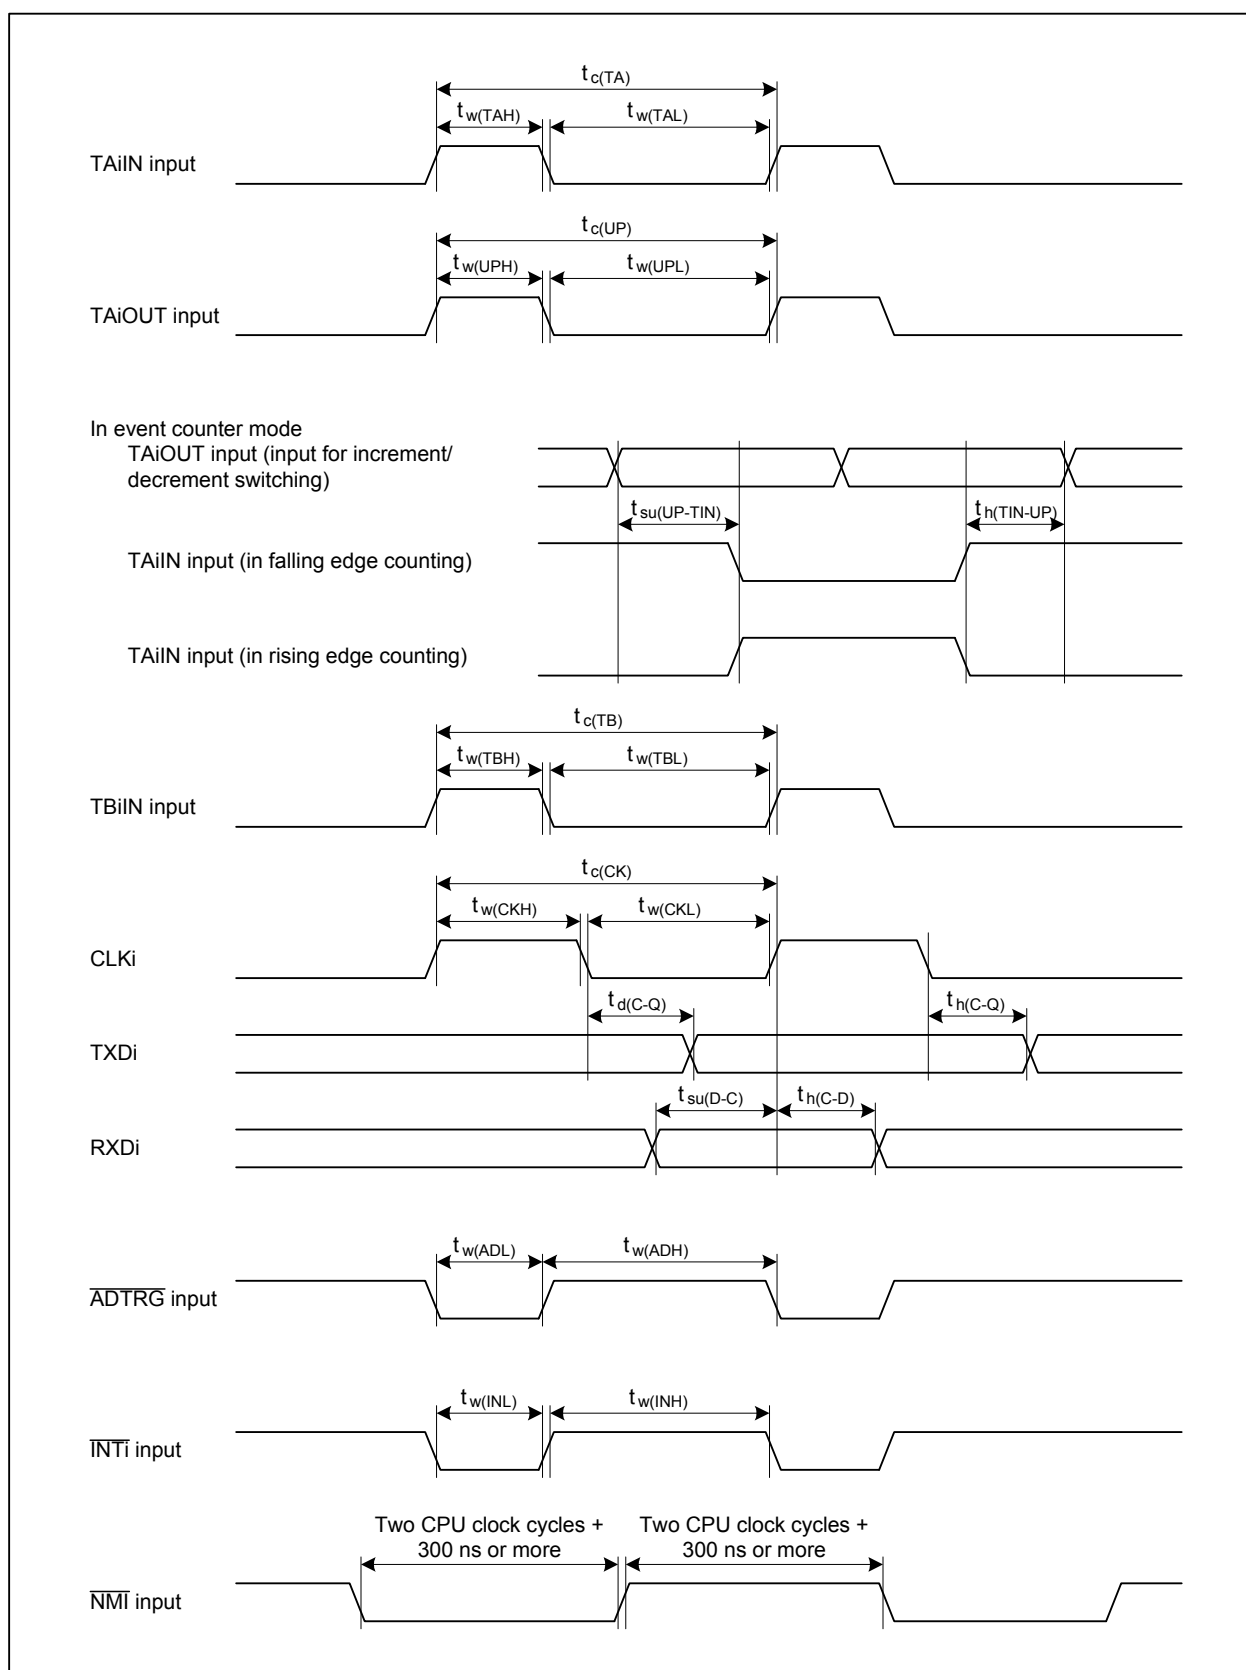 tc(TA)
tw(TAH) tw(TAL)
TAiIN input
tc(UP)
tw(UPH) tw(UPL)
TAiOUT input
In event counter mode
TAiOUT input (input for increment/
decrement switching)
tsu(UP-TIN) th(TIN-UP)
TAiIN input (in falling edge counting)
TAiIN input (in rising edge counting)
tc(TB)
tw(TBH) tw(TBL)
TBiIN input
tc(CK)
tw(CKH) tw(CKL)
CLKi
td(C-Q) th(C-Q)
TXDi
tsu(D-C) th(C-D)
RXDi
tw(ADL) tw(ADH)
ADTRG input
tw(INL) tw(INH)
INTi input
Two CPU clock cycles +
300 ns or more
Two CPU clock cycles +
300 ns or more
NMI input